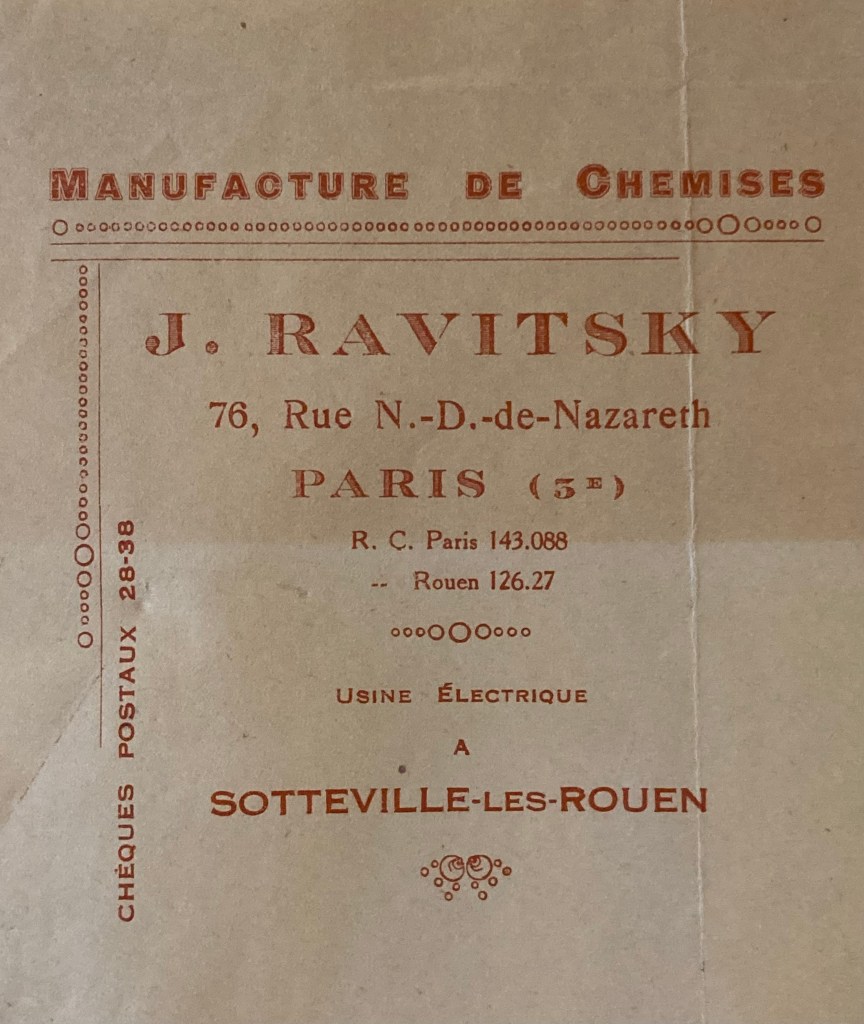 MANUFACTURE DE CHEMISES
J. RAVITSKY
76, Rue N.-D.-de-Nazareth
PARIS (3E)
R. C. Paris 143.088
-- Rouen 126.27
USINE ÉLECTRIQUE
A
SOTTEVILLE-LES-ROUEN
CHÈQUES POSTAUX 28-38